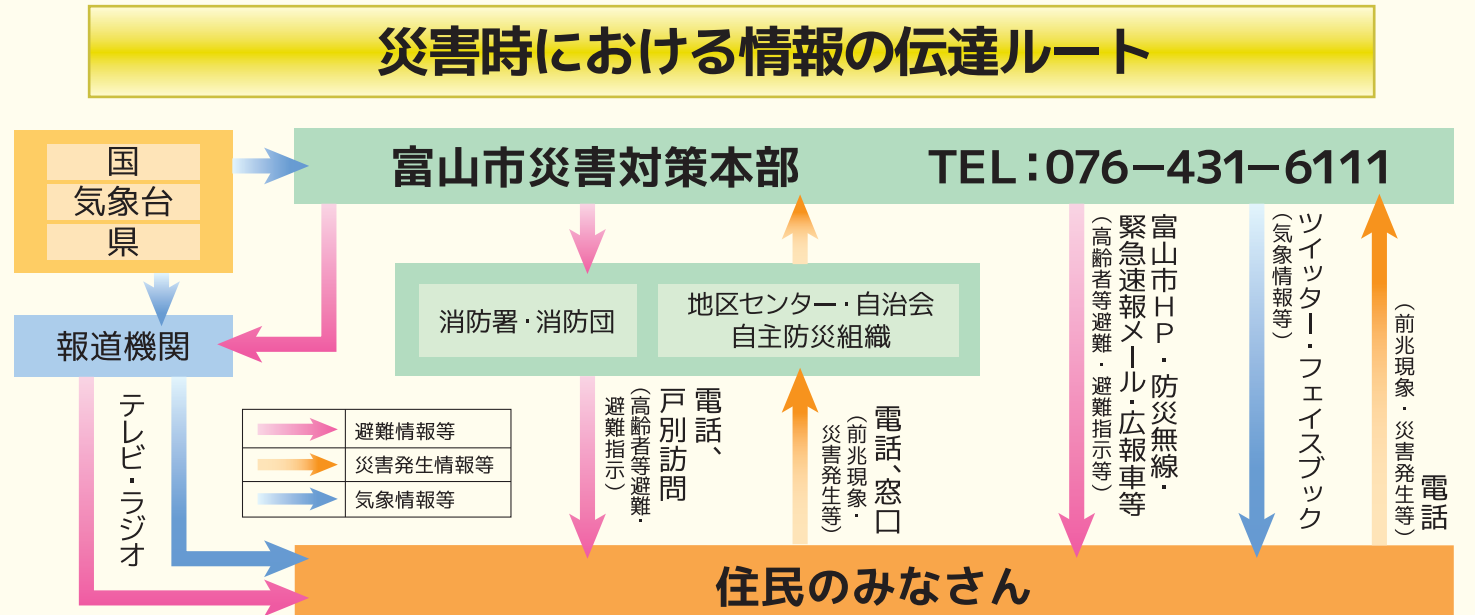 災害時における情報の伝達ルート
国
気象台
県
富山市災害対策本部
TEL:076−431−6111
報道機関
消防署・消防団
地区センター・自治会
自主防災組織
テレビ・ラジオ
避難情報等
災害発生情報等
気象情報等
電話、
戸別訪問
(高齢者等避難・
避難指示)
電話、窓口
(前兆現象・
災害発生等)
富山市HP・防災無線・
緊急速報メール・広報車等
(高齢者等避難・避難指示等)
ツイッター・フェイスブック
(気象情報等)
電話
(前兆現象・災害発生等)
住民のみなさん